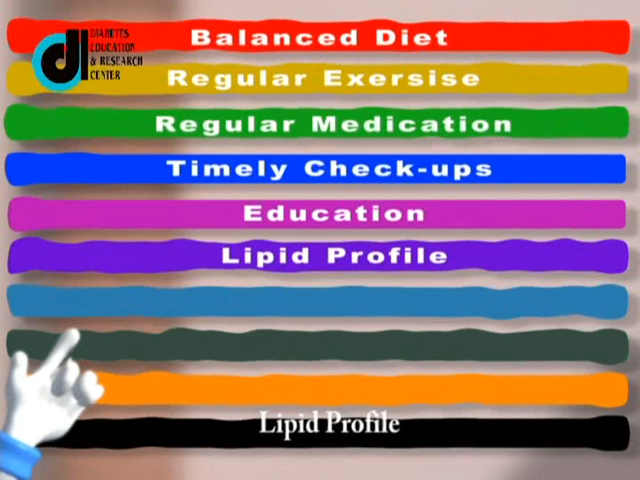 Balanced Diet
DIABETES
EDUCATION
& RESEARCH
CENTER
Regular Exersise
Regular Medication
Timely Check-ups
Education
Lipid Profile
Lipid Profile